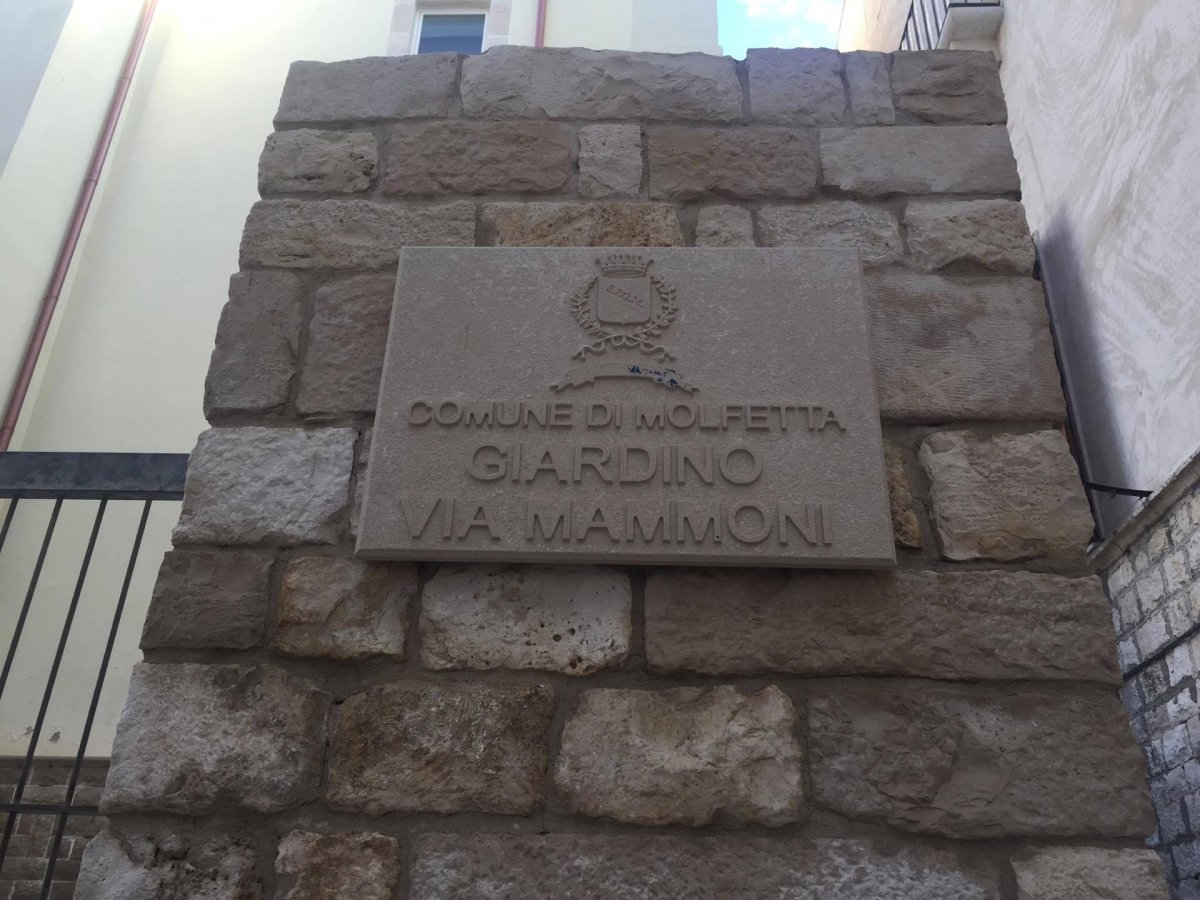 S.P.Q.M.
COMUNE DI MOLFETTA
GIARDINO
VIA MAMMONI